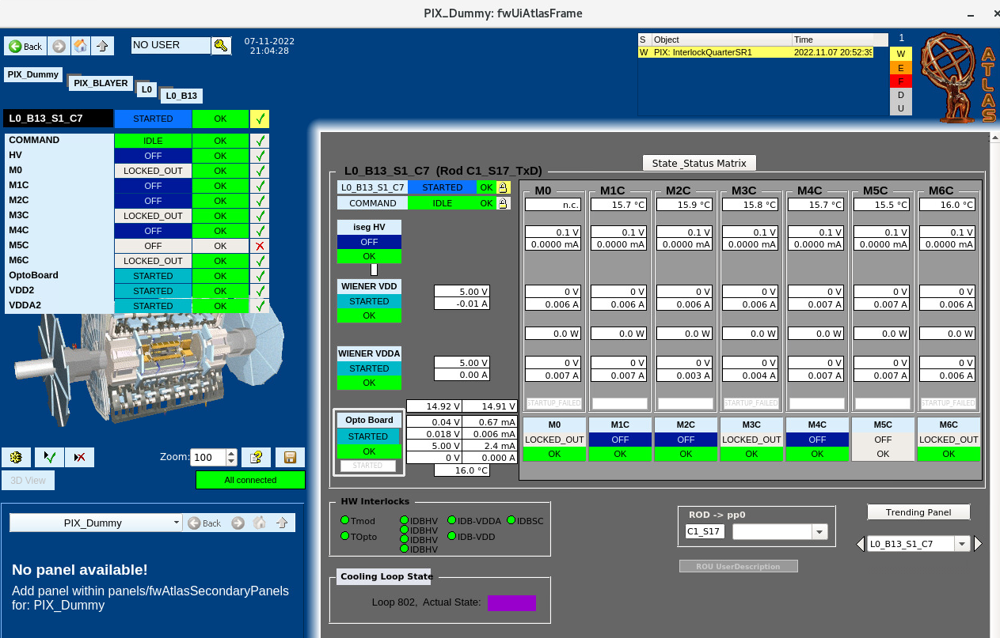 PIX_Dummy: fwUiAtlasFrame
Back
NO USER
07-11-2022
21:04:28
S Object Time
W PIX: InterlockQuarterSR1 2022.11.07 20:52:39
1
W
E
F
D
U
ATLAS
PIX_Dummy
PIX_BLAYER
L0
L0_B13
L0_B13_S1_C7 STARTED OK
COMMAND IDLE OK
HV OFF OK
M0 LOCKED_OUT OK
M1C OFF OK
M2C OFF OK
M3C LOCKED_OUT OK
M4C OFF OK
M5C OFF OK
M6C LOCKED_OUT OK
OptoBoard STARTED OK
VDD2 STARTED OK
VDDA2 STARTED OK
Zoom: 100
3D View
All connected
PIX_Dummy Back
No panel available!
Add panel within panels/fwAtlasSecondaryPanels
for: PIX_Dummy
State _Status Matrix
L0_B13_S1_C7 (Rod C1_S17_TxD)
L0_B13_S1_C7 STARTED OK
COMMAND IDLE OK
iseg HV
OFF
OK
WIENER VDD
STARTED
OK
5.00 V
-0.01 A
WIENER VDDA
STARTED
OK
5.00 V
0.00 A
14.92 V 14.91 V
Opto Board
STARTED
OK
STARTED
0.04 V 0.67 mA
0.018 V 0.006 mA
5.00 V 2.4 mA
0 V 0.000 A
16.0 °C
M0 M1C M2C M3C M4C M5C M6C
n.c. 15.7 °C 15.9 °C 15.8 °C 15.7 °C 15.5 °C 16.0 °C
0.1 V 0.1 V 0.1 V 0.1 V 0.1 V 0.1 V 0.1 V
0.0000 mA 0.0000 mA 0.0000 mA 0.0000 mA 0.0000 mA 0.0000 mA 0.0000 mA
0 V 0 V 0 V 0 V 0 V 0 V 0 V
0.006 A 0.006 A 0.006 A 0.006 A 0.007 A 0.007 A 0.006 A
0.0 W 0.0 W 0.0 W 0.0 W 0.0 W 0.0 W 0.0 W
0 V 0 V 0 V 0 V 0 V 0 V 0 V
0.007 A 0.007 A 0.003 A 0.004 A 0.007 A 0.007 A 0.006 A
STARTUP_FAILED STARTUP_FAILED STARTUP_FAILED
M0 M1C M2C M3C M4C M5C M6C
LOCKED_OUT OFF OFF LOCKED_OUT OFF OFF LOCKED_OUT
OK OK OK OK OK OK OK
HW Interlocks
Tmod IDBHV IDB-VDDA IDBSC
IDBHV
TOpto IDBHV IDB-VDD
IDBHV
Cooling Loop State
Loop 802, Actual State:
ROD -> pp0
C1_S17
ROU UserDescription
Trending Panel
L0_B13_S1_C7